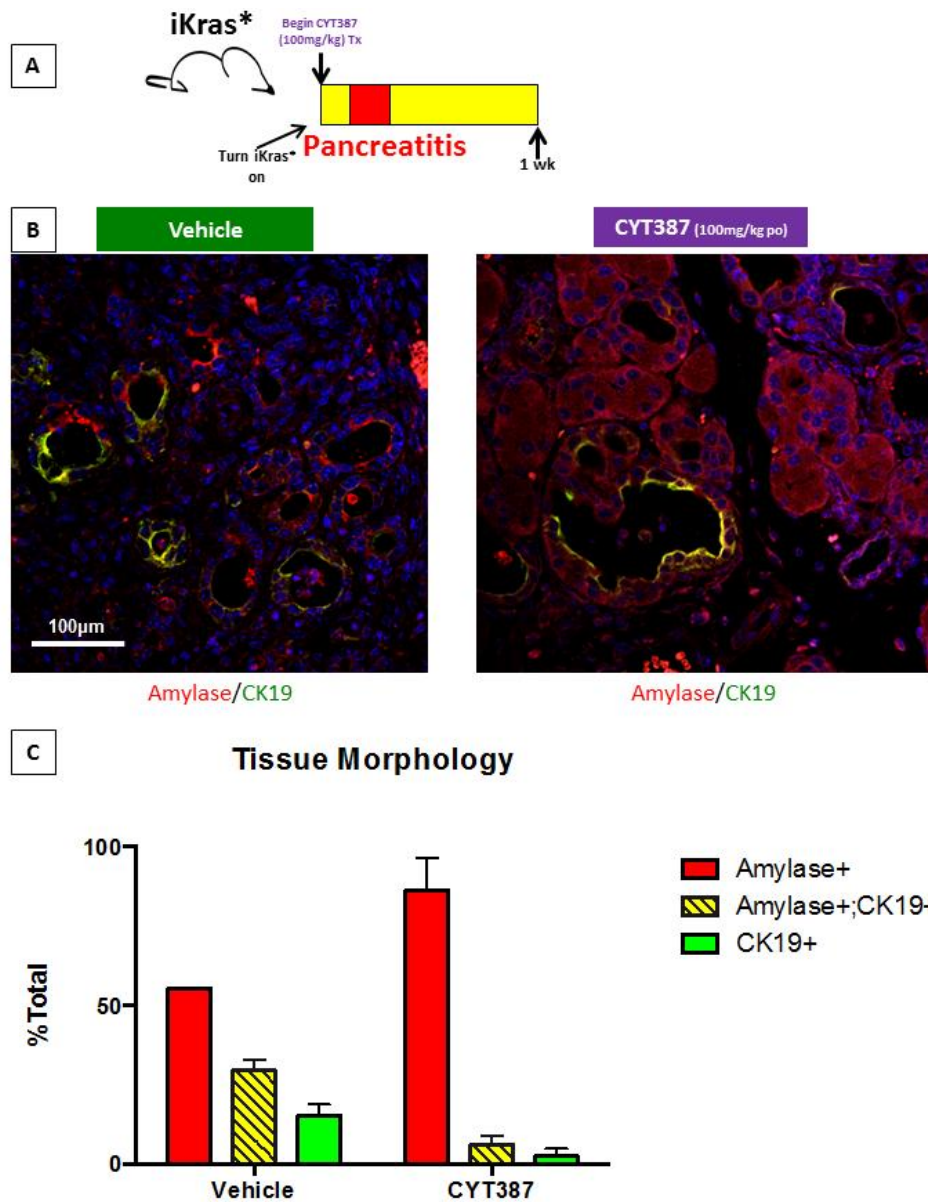 A
iKras*
Begin CYT387
(100mg/kg) Tx
Turn iKras*
on
Pancreatitis
1 wk
B
Vehicle
CYT387 (100mg/kg po)
100µm
Amylase/CK19
Amylase/CK19
C
Tissue Morphology
%Total
100
50
0
Vehicle
CYT387
Amylase+
Amylase+;CK19+
CK19+